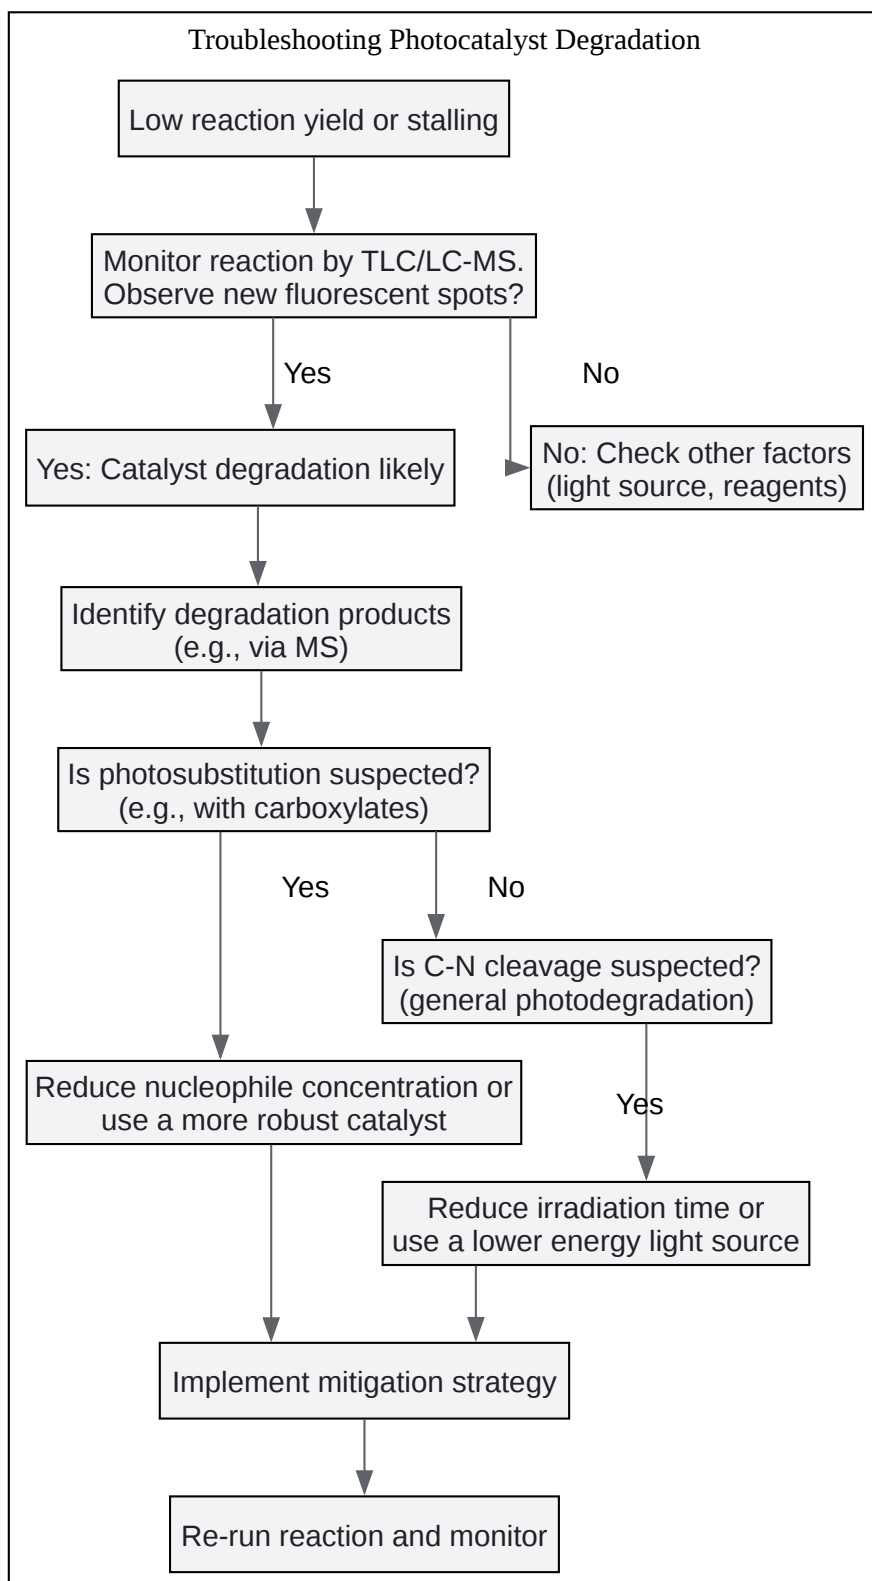 Troubleshooting Photocatalyst Degradation
Low reaction yield or stalling
Monitor reaction by TLC/LC-MS.
Observe new fluorescent spots?
Yes
No
Yes: Catalyst degradation likely
No: Check other factors
(light source, reagents)
Identify degradation products
(e.g., via MS)
Is photosubstitution suspected?
(e.g., with carboxylates)
Yes
No
Is C-N cleavage suspected?
(general photodegradation)
Reduce nucleophile concentration or
use a more robust catalyst
Yes
Reduce irradiation time or
use a lower energy light source
Implement mitigation strategy
Re-run reaction and monitor